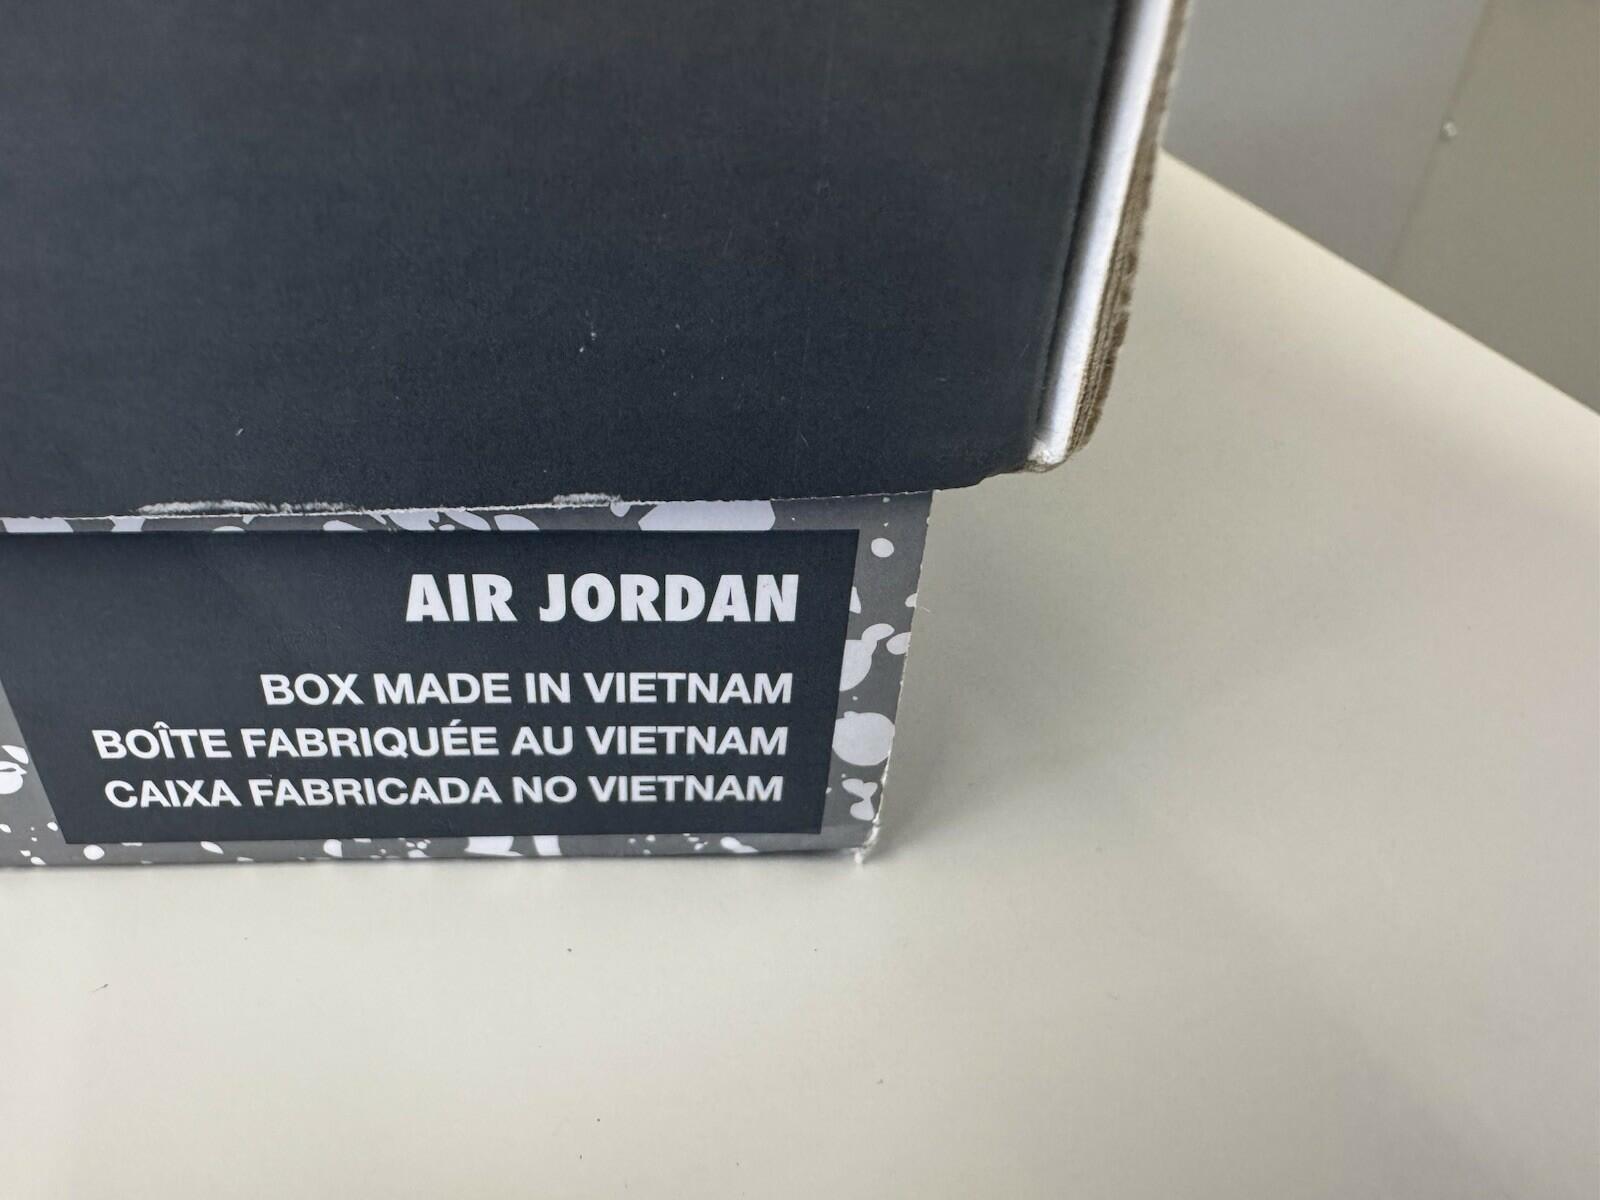 AIR JORDAN
BOX MADE IN VIETNAM
BOÎTE FABRIQUÉE AU VIETNAM
CAIXA FABRICADA NO VIETNAM